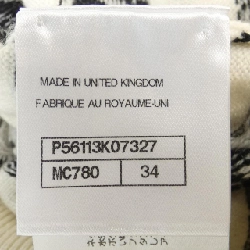 MADE IN UNITED KINGDOM
FABRIQUE AU ROYAUME-UNI
P56113K07327
MC780 34